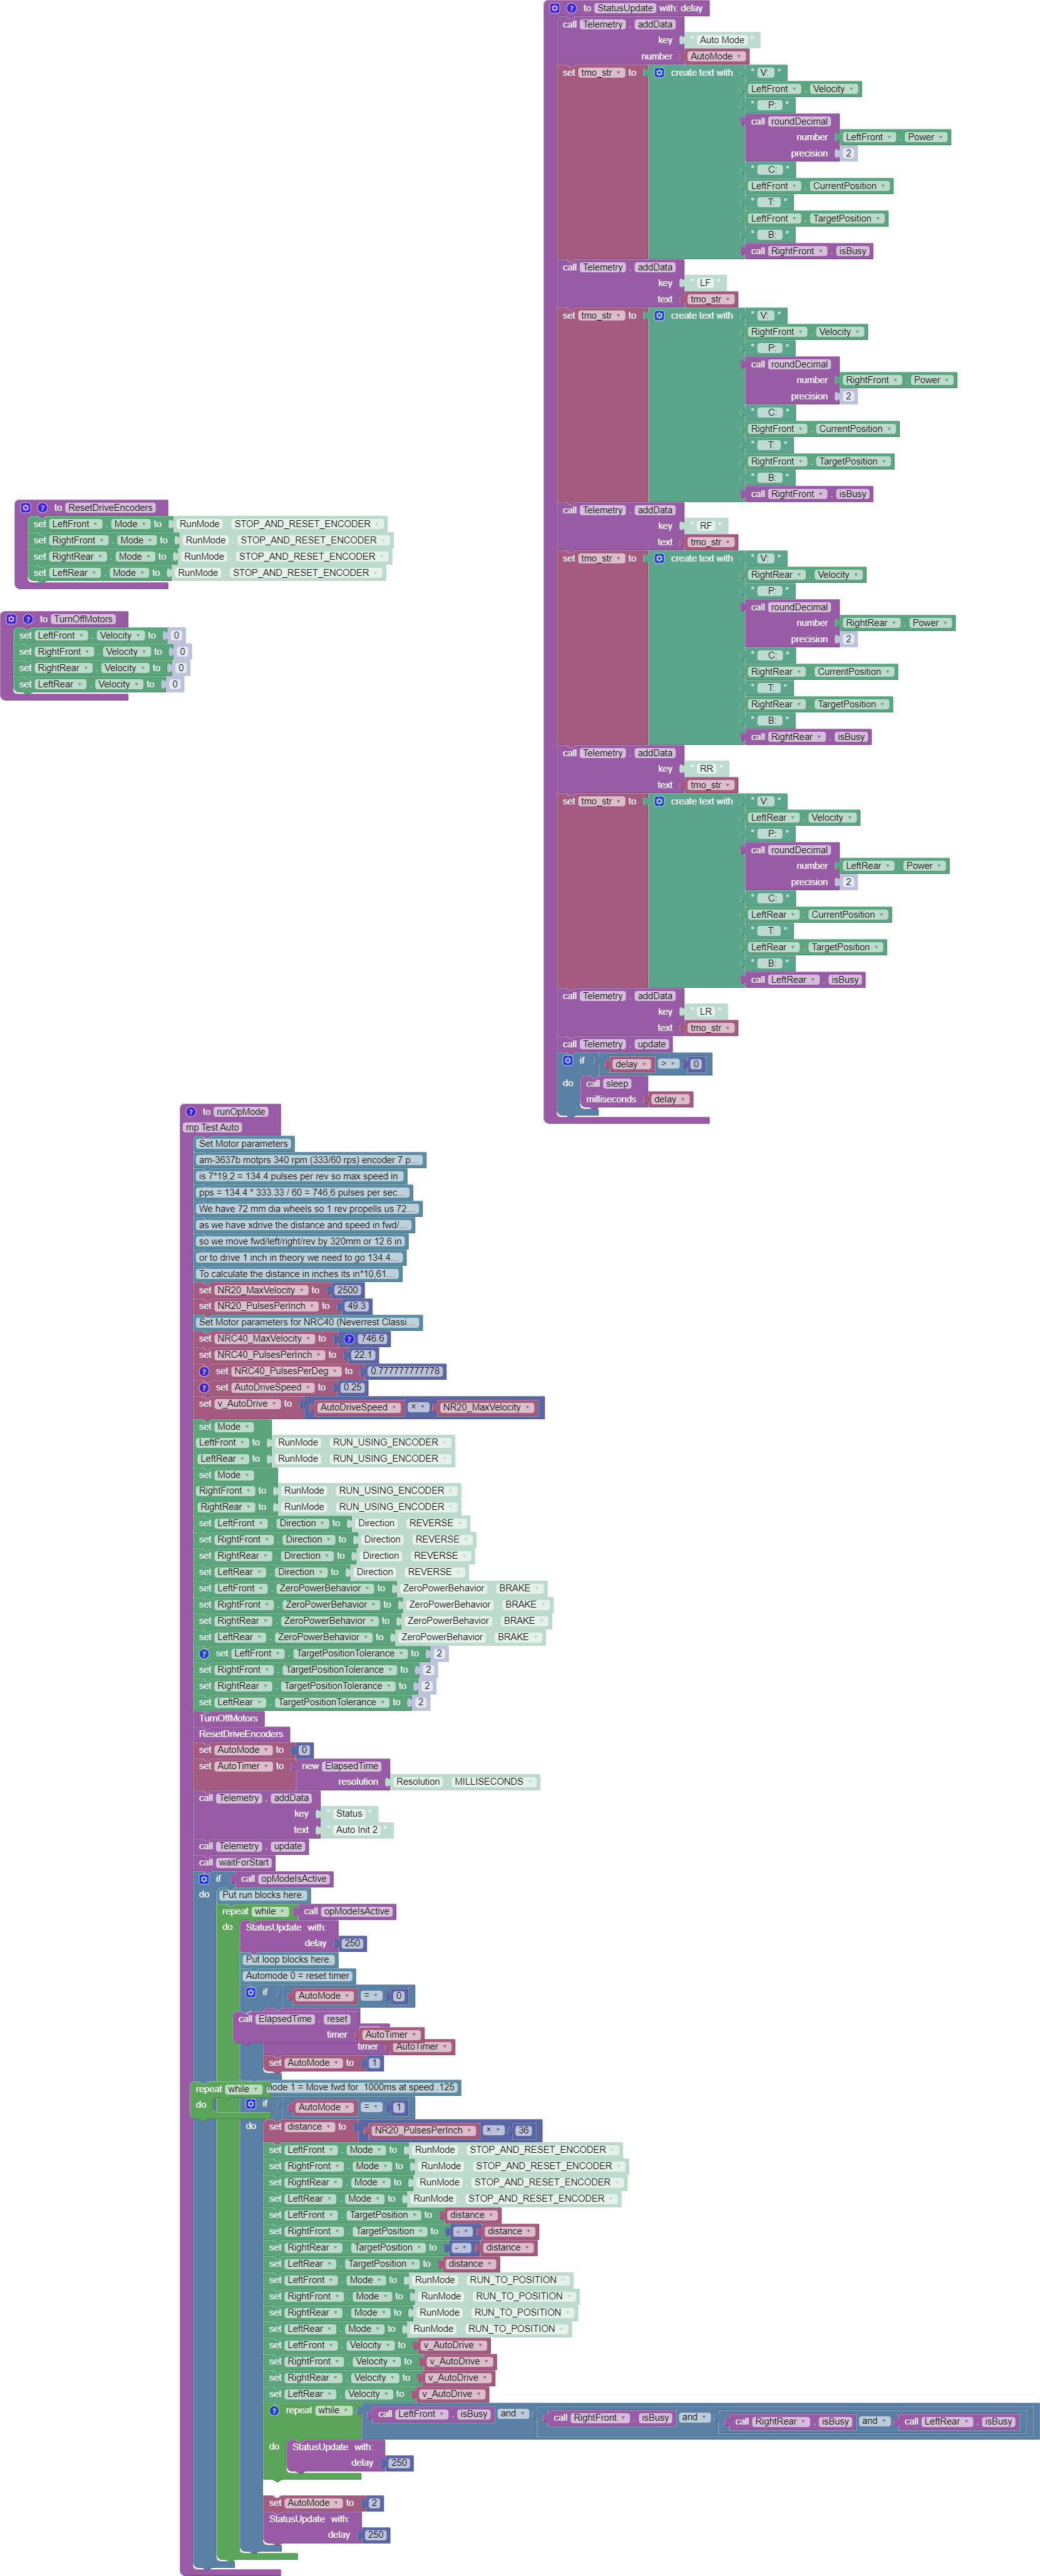 to StatusUpdate with: delay
call Telemetry . addData
key " Auto Mode "
number AutoMode
set tmo_str to create text with " V: "
LeftFront . Velocity
" P: "
call roundDecimal
number LeftFront . Power
precision 2
" C: "
LeftFront . CurrentPosition
" T: "
LeftFront . TargetPosition
" B: "
call RightFront . isBusy
call Telemetry . addData
key " LF "
text tmo_str
set tmo_str to create text with " V: "
RightFront . Velocity
" P: "
call roundDecimal
number RightFront . Power
precision 2
" C: "
RightFront . CurrentPosition
" T: "
RightFront . TargetPosition
" B: "
call RightFront . isBusy
call Telemetry . addData
key " RF "
text tmo_str
set tmo_str to create text with " V: "
RightRear . Velocity
" P: "
call roundDecimal
number RightRear . Power
precision 2
" C: "
RightRear . CurrentPosition
" T: "
RightRear . TargetPosition
" B: "
call RightRear . isBusy
call Telemetry . addData
key " RR "
text tmo_str
set tmo_str to create text with " V: "
LeftRear . Velocity
" P: "
call roundDecimal
number LeftRear . Power
precision 2
" C: "
LeftRear . CurrentPosition
" T: "
LeftRear . TargetPosition
" B: "
call LeftRear . isBusy
call Telemetry . addData
key " LR "
text tmo_str
call Telemetry . update
if delay > 0
do call sleep
milliseconds delay
to ResetDriveEncoders
set LeftFront . Mode to RunMode STOP_AND_RESET_ENCODER
set RightFront . Mode to RunMode STOP_AND_RESET_ENCODER
set RightRear . Mode to RunMode STOP_AND_RESET_ENCODER
set LeftRear . Mode to RunMode STOP_AND_RESET_ENCODER
to TurnOffMotors
set LeftFront . Velocity to 0
set RightFront . Velocity to 0
set RightRear . Velocity to 0
set LeftRear . Velocity to 0
to runOpMode
mp Test Auto
Set Motor parameters
am-3637b motprs 340 rpm (333/60 rps) encoder 7 p...
is 7*19,2 = 134.4 pulses per rev so max speed in
pps = 134.4 * 333.33 / 60 = 746,6 pulses per sec...
We have 72 mm dia wheels so 1 rev propells us 72...
as we have xdrive the distance and speed in fwd/...
so we move fwd/left/right/rev by 320mm or 12.6 in
or to drive 1 inch in theory we need to go 134.4...
To calculate the distance in inches its in*10,61...
set NR20_MaxVelocity to 2500
set NR20_PulsesPerInch to 49.3
Set Motor parameters for NRC40 (Neverrest Classi...
set NRC40_MaxVelocity to 746.6
set NRC40_PulsesPerInch to 22.1
set NRC40_PulsesPerDeg to 0.777777777778
set AutoDriveSpeed to 0.25
set v_AutoDrive to AutoDriveSpeed × NR20_MaxVelocity
set Mode
LeftFront to RunMode RUN_USING_ENCODER
LeftRear to RunMode RUN_USING_ENCODER
set Mode
RightFront to RunMode RUN_USING_ENCODER
RightRear to RunMode RUN_USING_ENCODER
set LeftFront . Direction to Direction REVERSE
set RightFront . Direction to Direction REVERSE
set RightRear . Direction to Direction REVERSE
set LeftRear . Direction to Direction REVERSE
set LeftFront . ZeroPowerBehavior to ZeroPowerBehavior BRAKE
set RightFront . ZeroPowerBehavior to ZeroPowerBehavior . BRAKE
set RightRear . ZeroPowerBehavior to ZeroPowerBehavior BRAKE
set LeftRear . ZeroPowerBehavior to ZeroPowerBehavior BRAKE
set LeftFront . TargetPositionTolerance to 2
set RightFront . TargetPositionTolerance to 2
set RightRear . TargetPositionTolerance to 2
set LeftRear . TargetPositionTolerance to 2
TurnOffMotors
ResetDriveEncoders
set AutoMode to 0
set AutoTimer to new ElapsedTime
resolution Resolution MILLISECONDS
call Telemetry . addData
key " Status "
text " Auto Init 2 "
call Telemetry . update
call waitForStart
if call opModeIsActive
do Put run blocks here.
repeat while call opModeIsActive
do StatusUpdate with:
delay 250
Put loop blocks here.
Automode 0 = reset timer
if AutoMode = 0
call ElapsedTime . reset
timer AutoTimer
timer AutoTimer
set AutoMode to 1
repeat while ode 1 = Move fwd for 1000ms at speed .125
do if AutoMode = 1
do set distance to NR20_PulsesPerInch × 36
set LeftFront . Mode to RunMode STOP_AND_RESET_ENCODER
set RightFront . Mode to RunMode STOP_AND_RESET_ENCODER
set RightRear . Mode to RunMode STOP_AND_RESET_ENCODER
set LeftRear . Mode to RunMode STOP_AND_RESET_ENCODER
set LeftFront . TargetPosition to distance
set RightFront . TargetPosition to - distance
set RightRear . TargetPosition to - distance
set LeftRear . TargetPosition to distance
set LeftFront . Mode to RunMode RUN_TO_POSITION
set RightFront . Mode to RunMode RUN_TO_POSITION
set RightRear . Mode to RunMode RUN_TO_POSITION
set LeftRear . Mode to RunMode RUN_TO_POSITION
set LeftFront . Velocity to v_AutoDrive
set RightFront . Velocity to v_AutoDrive
set RightRear . Velocity to v_AutoDrive
set LeftRear . Velocity to v_AutoDrive
repeat while call LeftFront . isBusy and call RightFront . isBusy and call RightRear . isBusy and call LeftRear . isBusy
do StatusUpdate with:
delay 250
set AutoMode to 2
StatusUpdate with:
delay 250